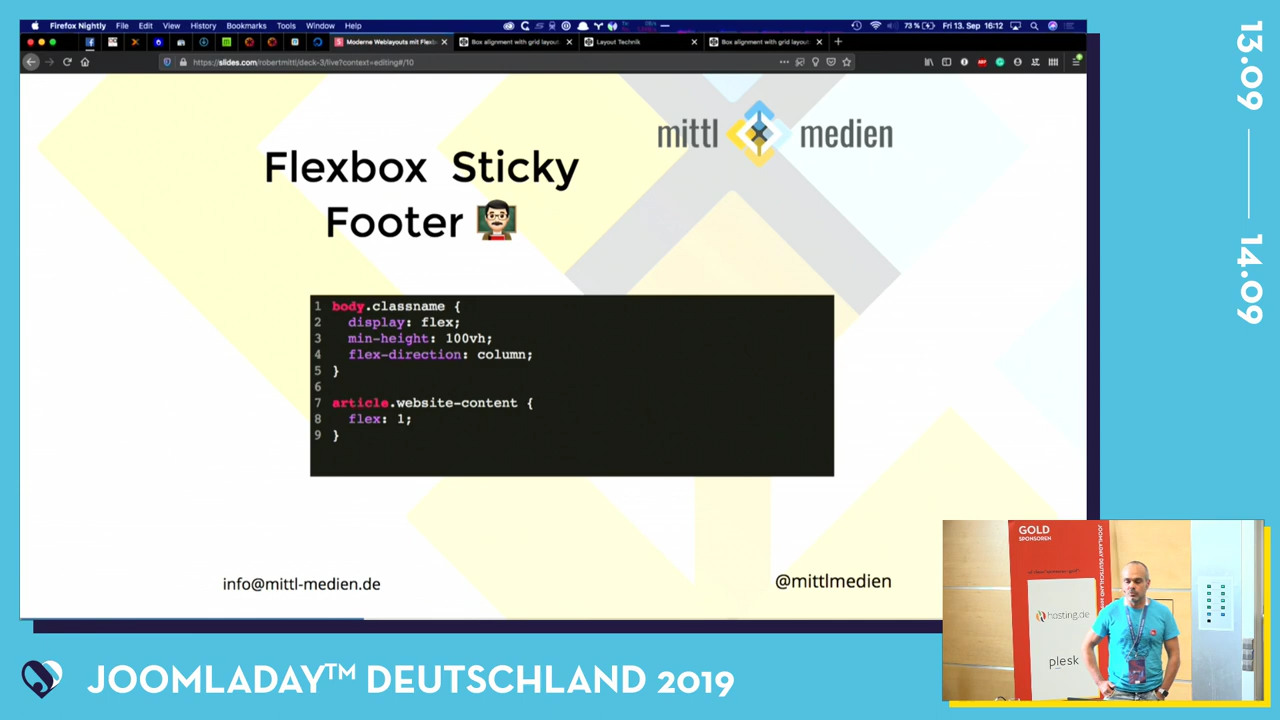 Firefox Nightly File Edit View History Bookmarks Tools Window Help
73 % Fri 13. Sep 16:12
Moderne Weblayouts mit Flexb
Box alignment with grid layout
Layout Technik
Box alignment with grid layout
https://slides.com/robertmittl/deck-3/live?context=editing#/10
mittl medien
Flexbox Sticky
Footer
1 body.classname {
2 display: flex;
3 min-height: 100vh;
4 flex-direction: column;
5 }
6
7 article.website-content {
8 flex: 1;
9 }
info@mittl-medien.de
@mittlmedien
13.09
14.09
GOLD
SPONSOREN
hosting.de
plesk
JOOMLADAY™ DEUTSCHLAND 2019